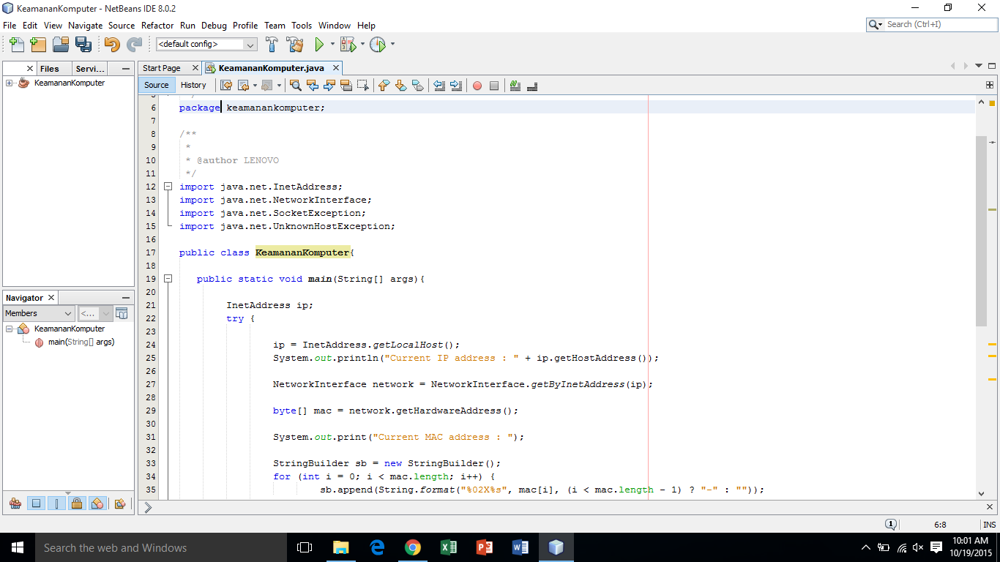 KeamananKomputer - NetBeans IDE 8.0.2
File Edit View Navigate Source Refactor Run Debug Profile Team Tools Window Help
Search (Ctrl+I)
<default config>
Files Servi...
Start Page KeamananKomputer.java
KeamananKomputer
Source History
5 */
6 package keamanankomputer;
7
8 /**
9 *
10 * @author LENOVO
11 */
12 import java.net.InetAddress;
13 import java.net.NetworkInterface;
14 import java.net.SocketException;
15 import java.net.UnknownHostException;
16
17 public class KeamananKomputer{
18
19 public static void main(String[] args){
20
21 InetAddress ip;
22 try {
23
24 ip = InetAddress.getLocalHost();
25 System.out.println("Current IP address : " + ip.getHostAddress());
26
27 NetworkInterface network = NetworkInterface.getByInetAddress(ip);
28
29 byte[] mac = network.getHardwareAddress();
30
31 System.out.print("Current MAC address : ");
32
33 StringBuilder sb = new StringBuilder();
34 for (int i = 0; i < mac.length; i++) {
35 sb.append(String.format("%02X%s", mac[i], (i < mac.length - 1) ? "-" : ""));
Navigator
Members <...
KeamananKomputer
main(String[] args)
1 6:8 INS
Search the web and Windows
10:01 AM
10/19/2015